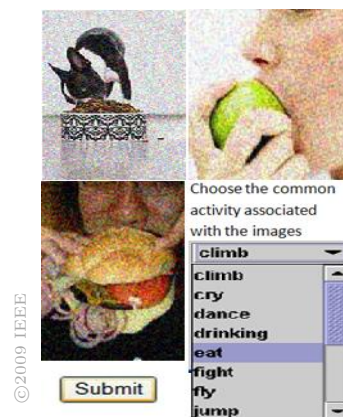 Choose the common
activity associated
with the images
climb
climb
cry
dance
drinking
eat
fight
fly
jump
Submit
©2009 IEEE